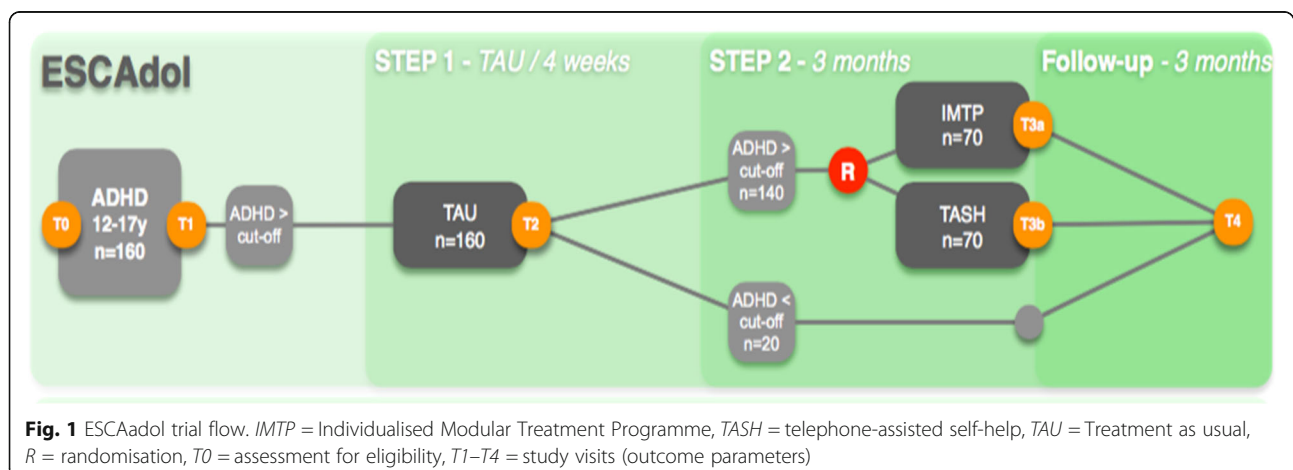 ESCAdol
STEP 1 - TAU / 4 weeks
STEP 2 - 3 months
Follow-up - 3 months
T0
ADHD
12-17y
n=160
T1
ADHD >
cut-off
TAU
n=160
T2
ADHD >
cut-off
n=140
R
IMTP
n=70
T3a
TASH
n=70
T3b
ADHD <
cut-off
n=20
T4
Fig. 1 ESCAadol trial flow. IMTP = Individualised Modular Treatment Programme, TASH = telephone-assisted self-help, TAU = Treatment as usual,
R = randomisation, T0 = assessment for eligibility, T1–T4 = study visits (outcome parameters)